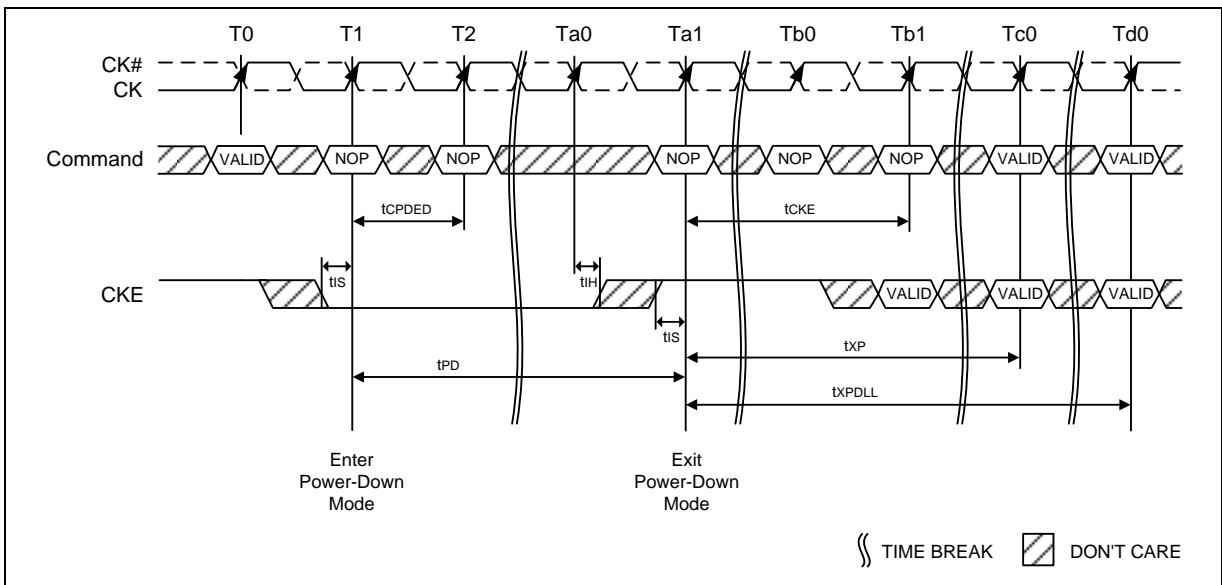 T0 T1 T2 Ta0 Ta1 Tb0 Tb1 Tc0 Td0
CK#
CK
Command VALID NOP NOP NOP NOP NOP VALID VALID
tCPDED tCKE
tIS tIH
CKE VALID VALID VALID
tIS
tXP
tPD
tXPDLL
Enter
Power-Down
Mode
Exit
Power-Down
Mode
TIME BREAK DON'T CARE